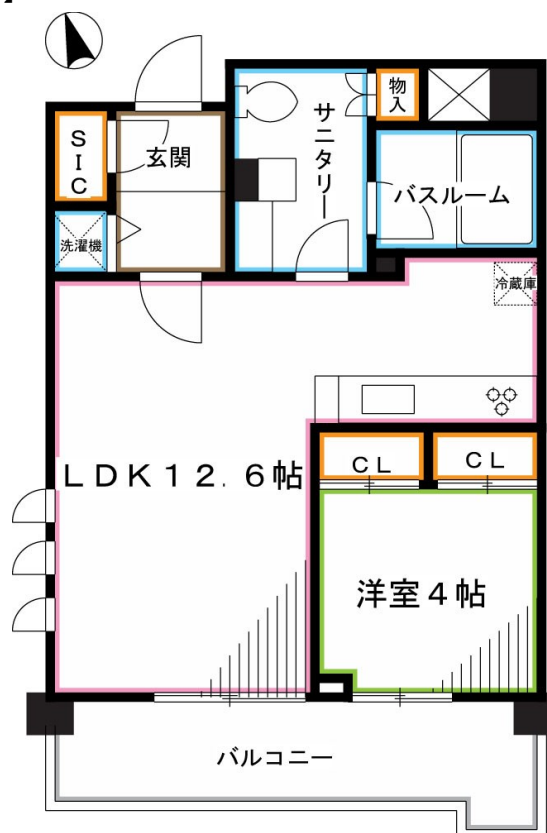 物入
サニタリー
SIC
玄関
バスルーム
洗濯機
冷蔵庫
CL
CL
LDK12.6帖
洋室4帖
バルコニー